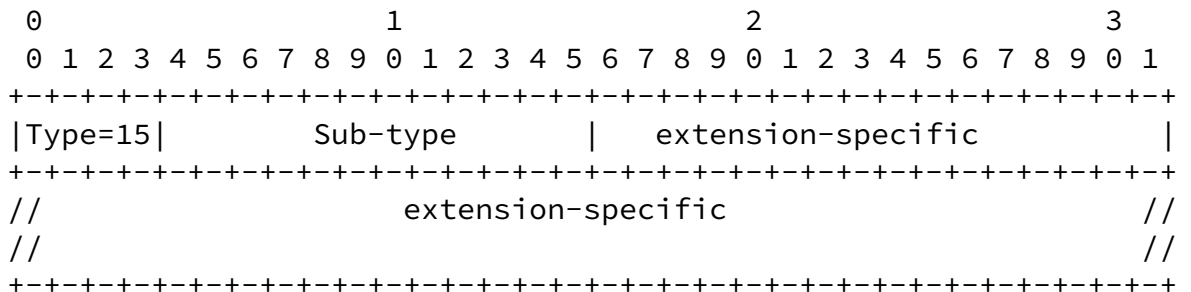 0                   1                   2                   3
 0 1 2 3 4 5 6 7 8 9 0 1 2 3 4 5 6 7 8 9 0 1 2 3 4 5 6 7 8 9 0 1
+-+-+-+-+-+-+-+-+-+-+-+-+-+-+-+-+-+-+-+-+-+-+-+-+-+-+-+-+-+-+-+-+
|Type=15|        Sub-type       |   extension-specific          |
+-+-+-+-+-+-+-+-+-+-+-+-+-+-+-+-+-+-+-+-+-+-+-+-+-+-+-+-+-+-+-+-+
//                    extension-specific                       //
//                                                             //
+-+-+-+-+-+-+-+-+-+-+-+-+-+-+-+-+-+-+-+-+-+-+-+-+-+-+-+-+-+-+-+-+